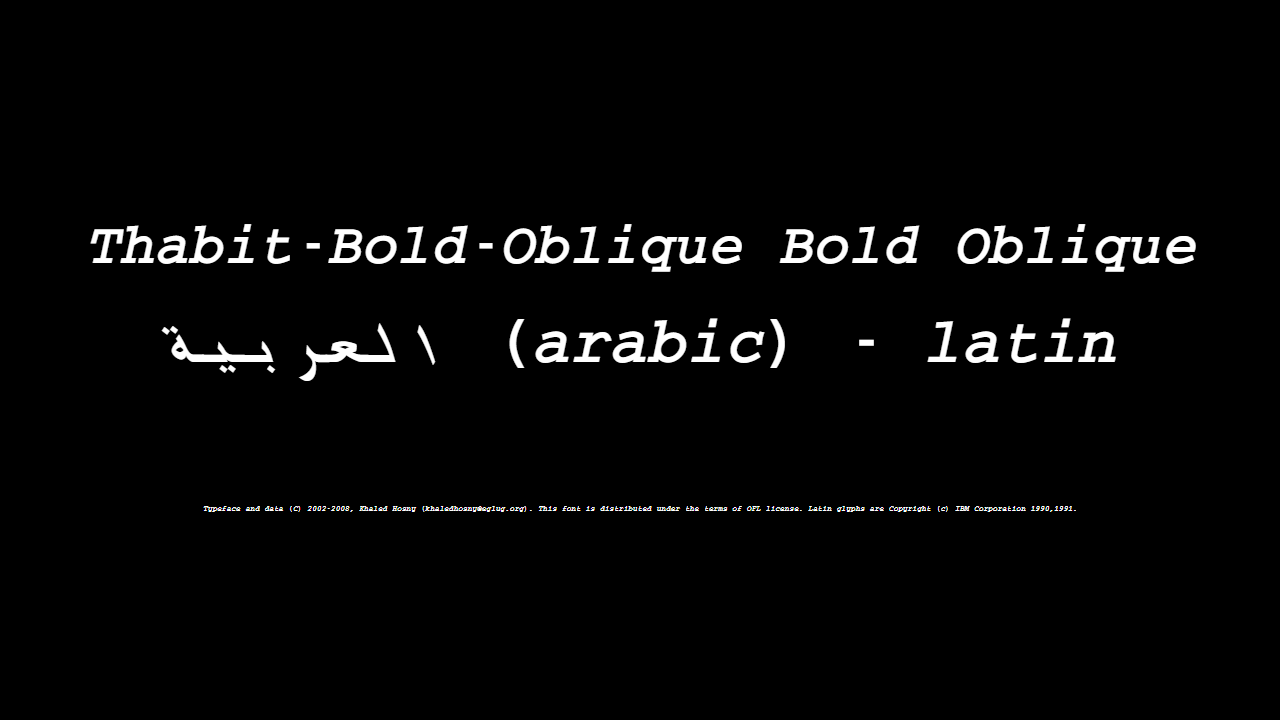 Thabit-Bold-Oblique Bold Oblique
العربية (arabic) - latin
Typeface and data (C) 2002-2008, Khaled Hosny (khaledhosny@eglug.org). This font is distributed under the terms of OFL license. Latin glyphs are Copyright (c) IBM Corporation 1990,1991.